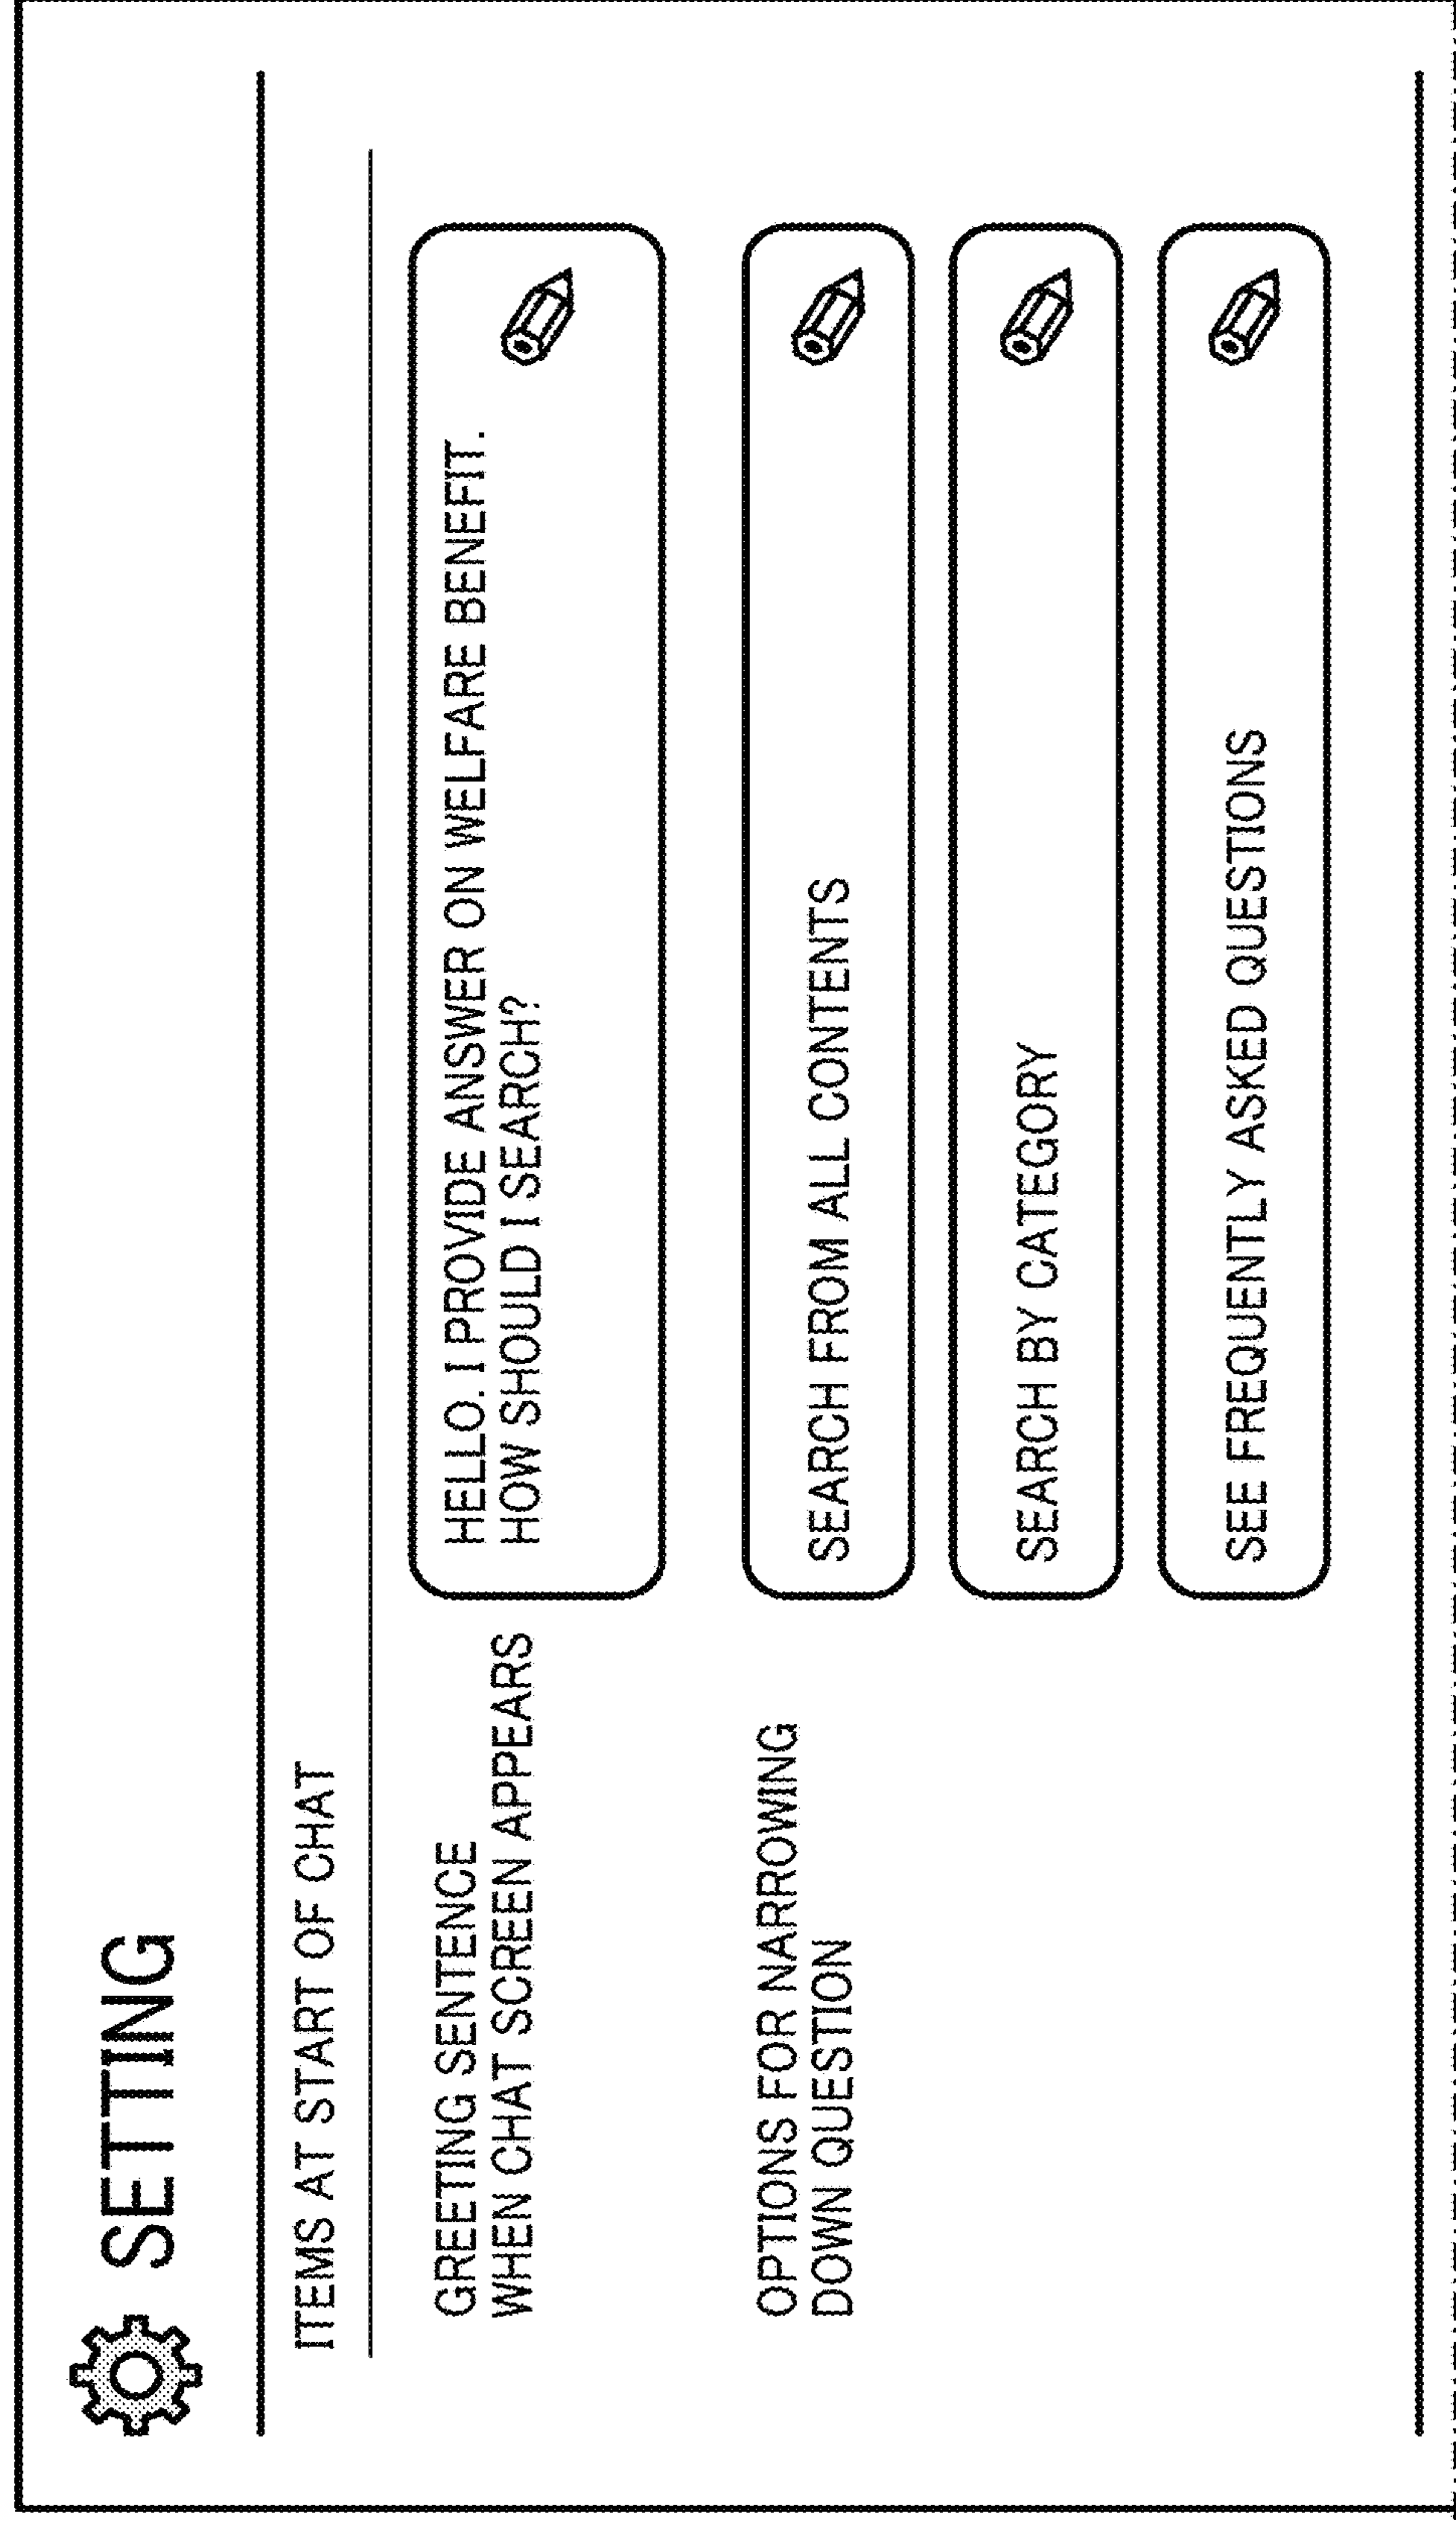 SETTING
ITEMS AT START OF CHAT
GREETING SENTENCE
WHEN CHAT SCREEN APPEARS
HELLO. I PROVIDE ANSWER ON WELFARE BENEFIT.
HOW SHOULD I SEARCH?
OPTIONS FOR NARROWING
DOWN QUESTION
SEARCH FROM ALL CONTENTS
SEARCH BY CATEGORY
SEE FREQUENTLY ASKED QUESTIONS